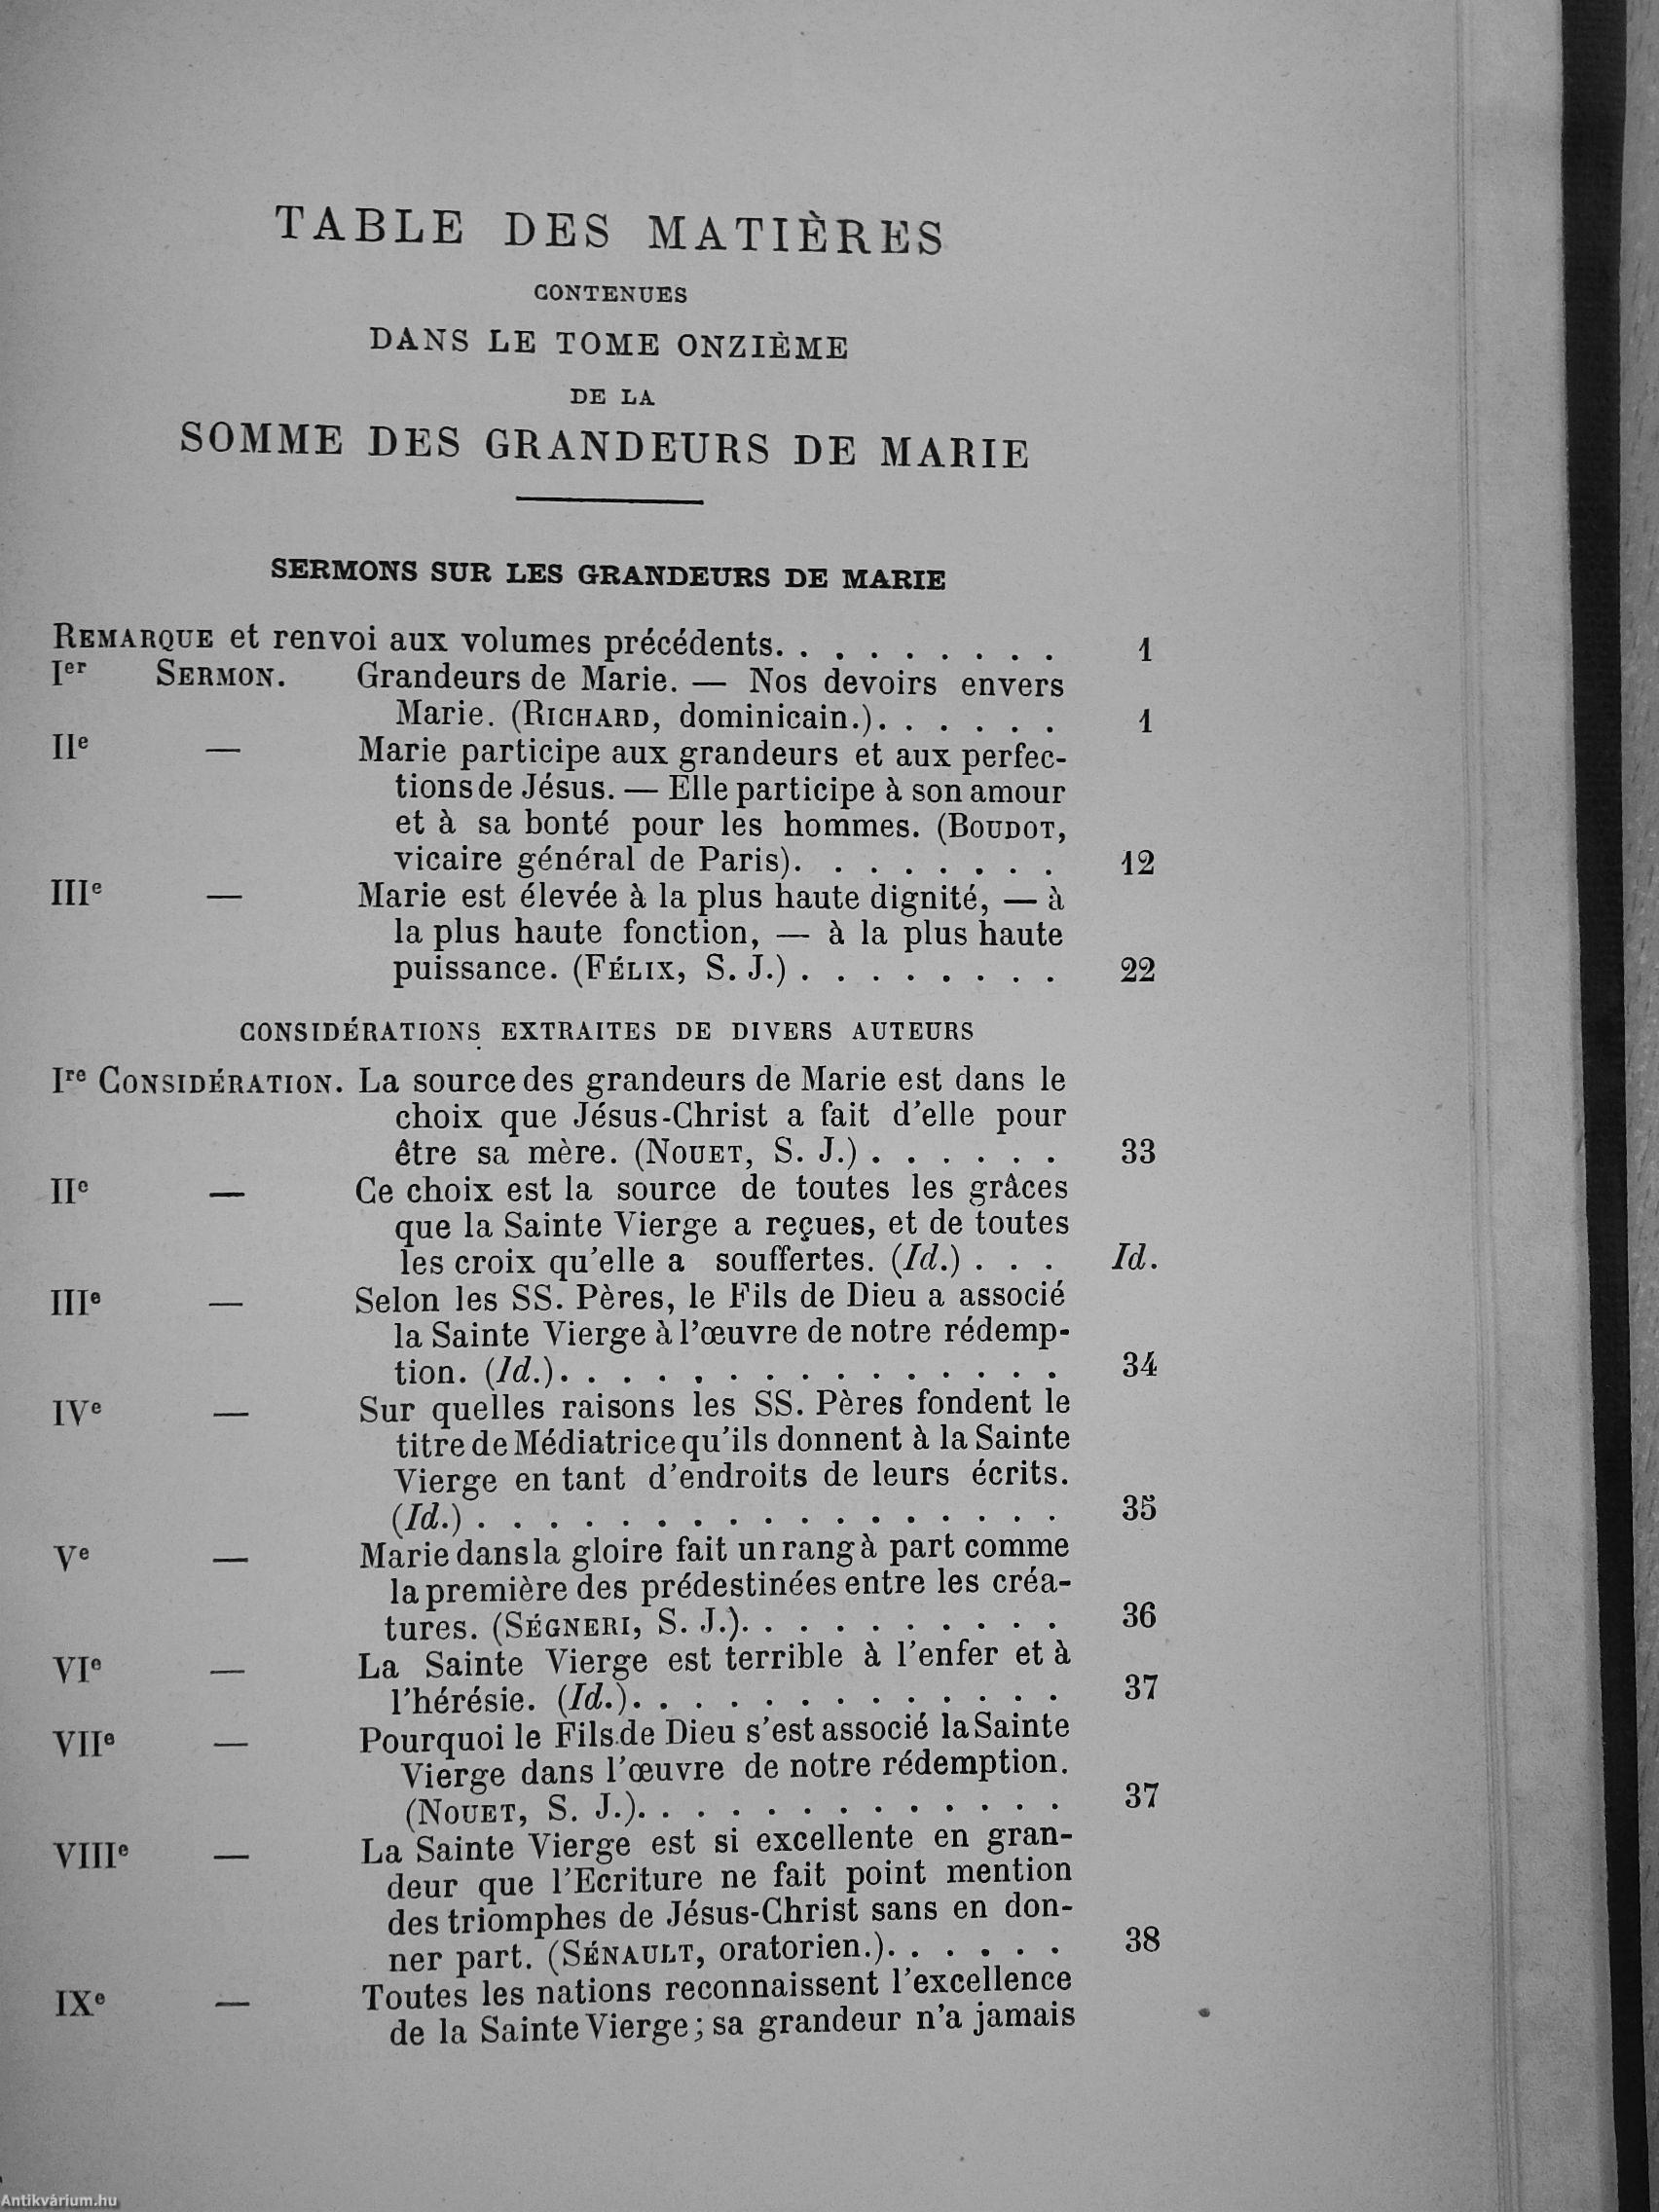 TABLE DES MATIÈRES
CONTENUES
DANS LE TOME ONZIÈME
DE LA
SOMME DES GRANDEURS DE MARIE
SERMONS SUR LES GRANDEURS DE MARIE
REMARQUE et renvoi aux volumes précédents. . . . . . . . . 1
Ier SERMON. Grandeurs de Marie. — Nos devoirs envers
Marie. (RICHARD, dominicain.). . . . . . 1
IIe — Marie participe aux grandeurs et aux perfec-
tions de Jésus. — Elle participe à son amour
et à sa bonté pour les hommes. (BOUDOT,
vicaire général de Paris). . . . . . . . 12
IIIe — Marie est élevée à la plus haute dignité, — à
la plus haute fonction, — à la plus haute
puissance. (FÉLIX, S. J.) . . . . . . . . 22
CONSIDÉRATIONS EXTRAITES DE DIVERS AUTEURS
Ire CONSIDÉRATION. La source des grandeurs de Marie est dans le
choix que Jésus-Christ a fait d'elle pour
être sa mère. (NOUET, S. J.) . . . . . . 33
IIe — Ce choix est la source de toutes les grâces
que la Sainte Vierge a reçues, et de toutes
les croix qu'elle a souffertes. (Id.) . . . Id.
IIIe — Selon les SS. Pères, le Fils de Dieu a associé
la Sainte Vierge à l'œuvre de notre rédemp-
tion. (Id.). . . . . . . . . . . . . . . 34
IVe — Sur quelles raisons les SS. Pères fondent le
titre de Médiatrice qu'ils donnent à la Sainte
Vierge en tant d'endroits de leurs écrits.
(Id.) . . . . . . . . . . . . . . . . . 35
Ve — Marie dans la gloire fait un rang à part comme
la première des prédestinées entre les créa-
tures. (SÉGNERI, S. J.). . . . . . . . . . 36
VIe — La Sainte Vierge est terrible à l'enfer et à
l'hérésie. (Id.). . . . . . . . . . . . . 37
VIIe — Pourquoi le Fils de Dieu s'est associé la Sainte
Vierge dans l'œuvre de notre rédemption.
(NOUET, S. J.). . . . . . . . . . . . . 37
VIIIe — La Sainte Vierge est si excellente en gran-
deur que l'Ecriture ne fait point mention
des triomphes de Jésus-Christ sans en don-
ner part. (SÉNAULT, oratorien.). . . . . . 38
IXe — Toutes les nations reconnaissent l'excellence
de la Sainte Vierge; sa grandeur n'a jamais
Antikvárium.hu